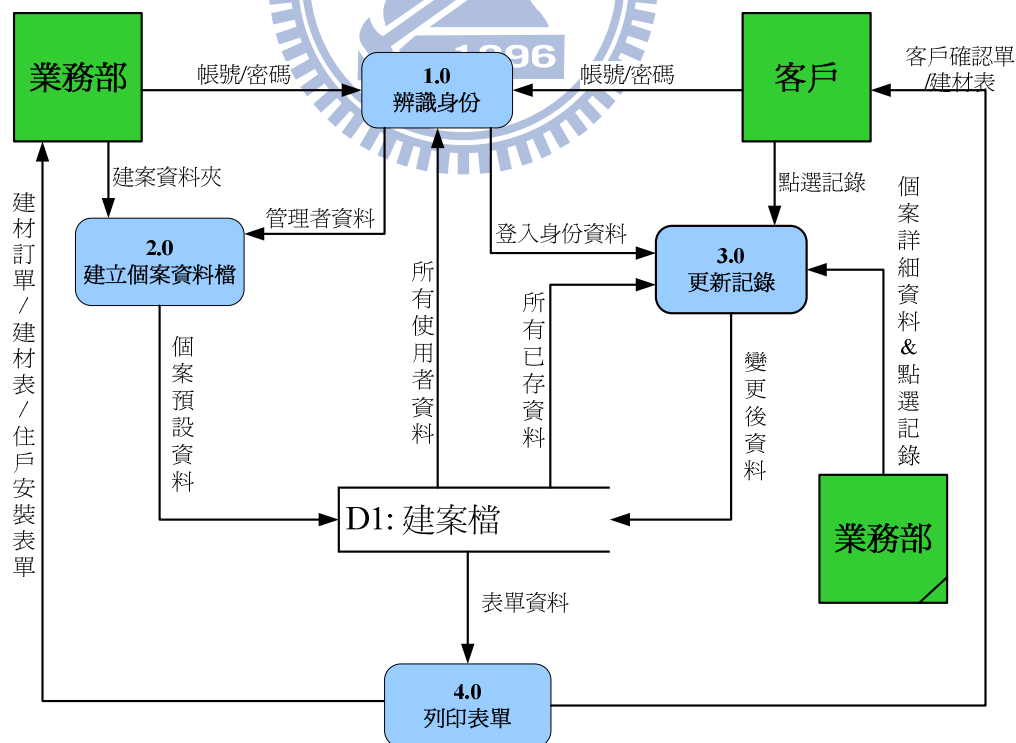 1896
業務部
帳號/密碼
1.0
辨識身份
帳號/密碼
客戶
客戶確認單
/建材表
建案資料夾
管理者資料
登入身份資料
點選記錄
2.0
建立個案資料檔
3.0
更新記錄
建材訂單/建材表/住戶安裝表單
個案預設資料
所有使用者資料
所有已存資料
變更後資料
個案詳細資料&點選記錄
D1: 建案檔
業務部
表單資料
4.0
列印表單